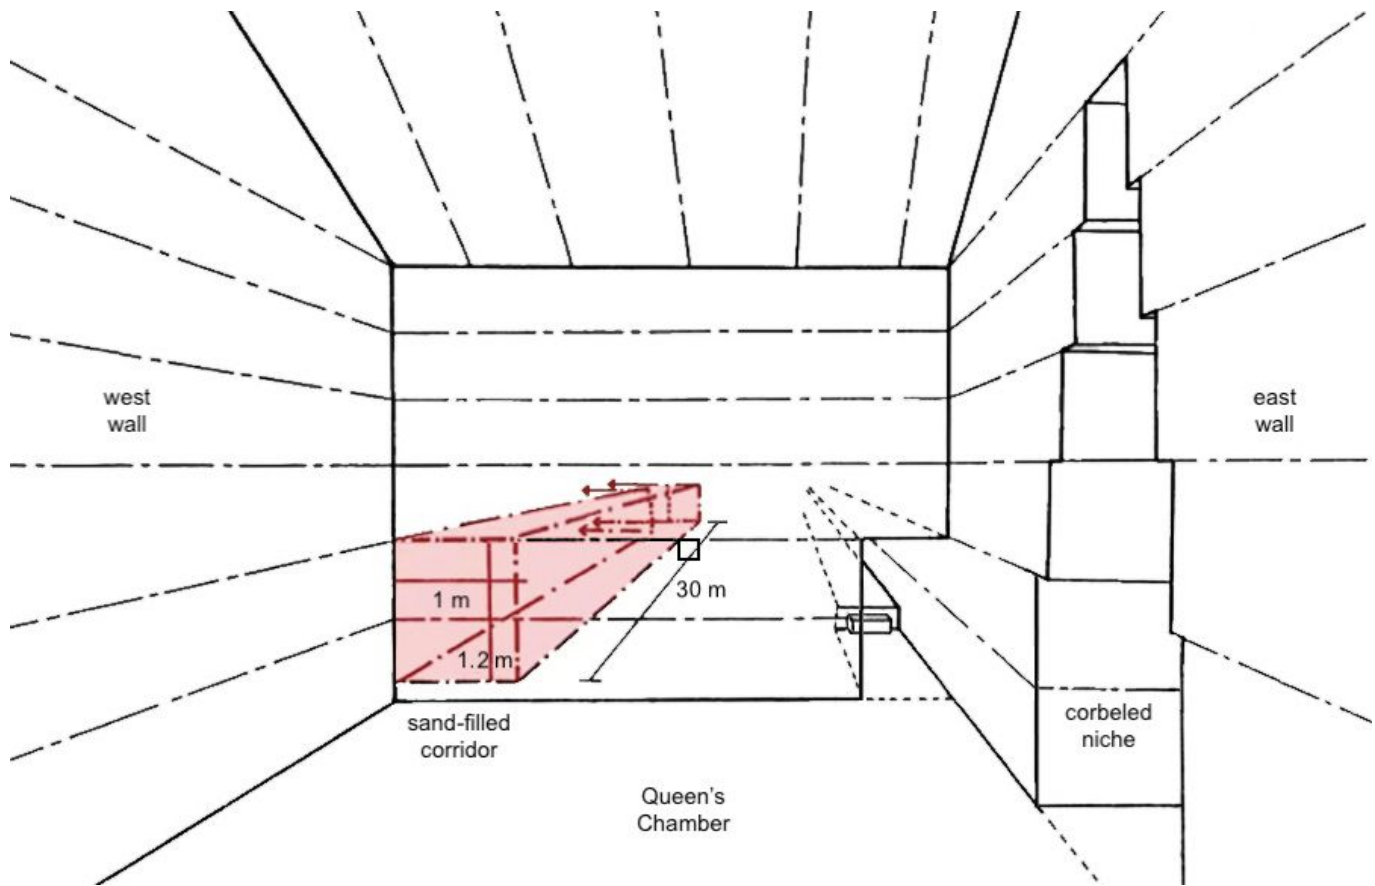 west
wall
east
wall
30 m
1 m
1.2 m
sand-filled
corridor
corbeled
niche
Queen's
Chamber